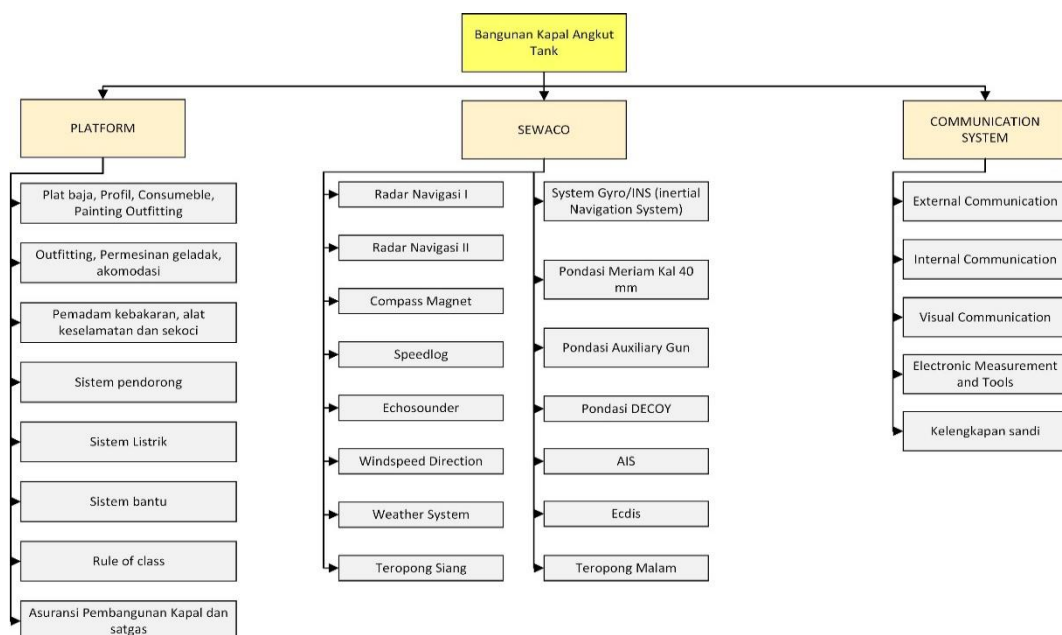 Bangunan Kapal Angkut
Tank
PLATFORM
SEWACO
COMMUNICATION
SYSTEM
Plat baja, Profil, Consumeble,
Painting Outfitting
Outfitting, Permesinan geladak,
akomodasi
Pemadam kebakaran, alat
keselamatan dan sekoci
Sistem pendorong
Sistem Listrik
Sistem bantu
Rule of class
Asuransi Pembangunan Kapal dan
satgas
Radar Navigasi I
Radar Navigasi II
Compass Magnet
Speedlog
Echosounder
Windspeed Direction
Weather System
Teropong Siang
System Gyro/INS (inertial
Navigation System)
Pondasi Meriam Kal 40
mm
Pondasi Auxiliary Gun
Pondasi DECOY
AIS
Ecdis
Teropong Malam
External Communication
Internal Communication
Visual Communication
Electronic Measurement
and Tools
Kelengkapan sandi